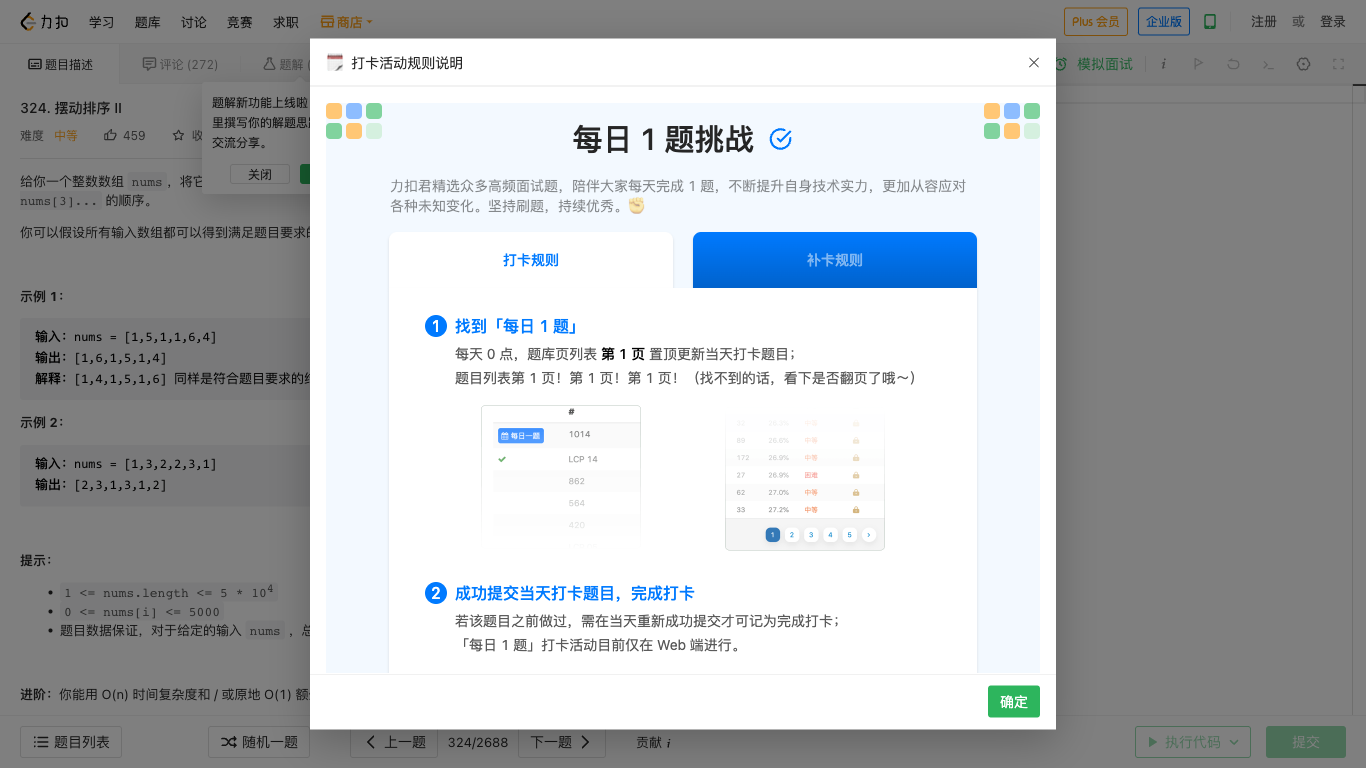 力扣 学习 题库 讨论 竞赛 求职 商店 Plus 会员 企业版 注册 或 登录
题目描述 评论 (272) 题解 ( 模拟面试
打卡活动规则说明
324. 摆动排序 II
难度 中等 459 收
题解新功能上线啦
里撰写你的解题思
交流分享。
关闭
给你一个整数数组 nums，将它
nums[3]... 的顺序。
你可以假设所有输入数组都可以得到满足题目要求的
示例 1：
输入：nums = [1,5,1,1,6,4]
输出：[1,6,1,5,1,4]
解释：[1,4,1,5,1,6] 同样是符合题目要求的
示例 2：
输入：nums = [1,3,2,2,3,1]
输出：[2,3,1,3,1,2]
提示：
1 <= nums.length <= 5 * 10⁴
0 <= nums[i] <= 5000
题目数据保证，对于给定的输入 nums ，总
进阶：你能用 O(n) 时间复杂度和 / 或原地 O(1) 额
每日 1 题挑战
力扣君精选众多高频面试题，陪伴大家每天完成 1 题，不断提升自身技术实力，更加从容应对
各种未知变化。坚持刷题，持续优秀。✊
打卡规则 补卡规则
1 找到「每日 1 题」
每天 0 点，题库页列表 第 1 页 置顶更新当天打卡题目；
题目列表第 1 页！第 1 页！第 1 页！（找不到的话，看下是否翻页了哦～）
#
每日一题 1014
LCP 14
862
564
420
89 26.6% 中等
172 26.9% 中等
27 26.9% 困难
62 27.0% 中等
33 27.2% 中等
1 2 3 4 5 >
2 成功提交当天打卡题目，完成打卡
若该题目之前做过，需在当天重新成功提交才可记为完成打卡；
「每日 1 题」打卡活动目前仅在 Web 端进行。
确定
题目列表 随机一题 上一题 324/2688 下一题 贡献 i 执行代码 提交